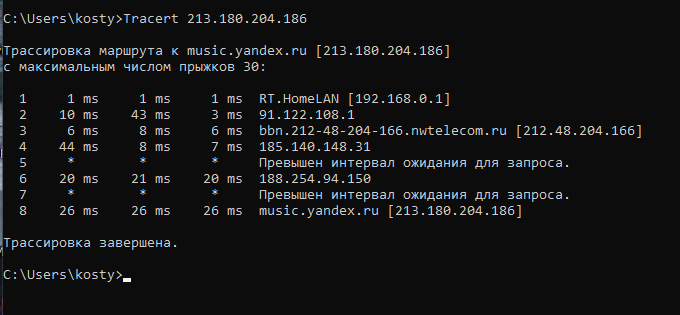 C:\Users\kosty>Tracert 213.180.204.186
Трассировка маршрута к music.yandex.ru [213.180.204.186]
с максимальным числом прыжков 30:
1 1 ms 1 ms 1 ms RT.HomeLAN [192.168.0.1]
2 10 ms 43 ms 3 ms 91.122.108.1
3 6 ms 8 ms 6 ms bbn.212-48-204-166.nwtelecom.ru [212.48.204.166]
4 44 ms 8 ms 7 ms 185.140.148.31
5 * * * Превышен интервал ожидания для запроса.
6 20 ms 21 ms 20 ms 188.254.94.150
7 * * * Превышен интервал ожидания для запроса.
8 26 ms 26 ms 26 ms music.yandex.ru [213.180.204.186]
Трассировка завершена.
C:\Users\kosty>